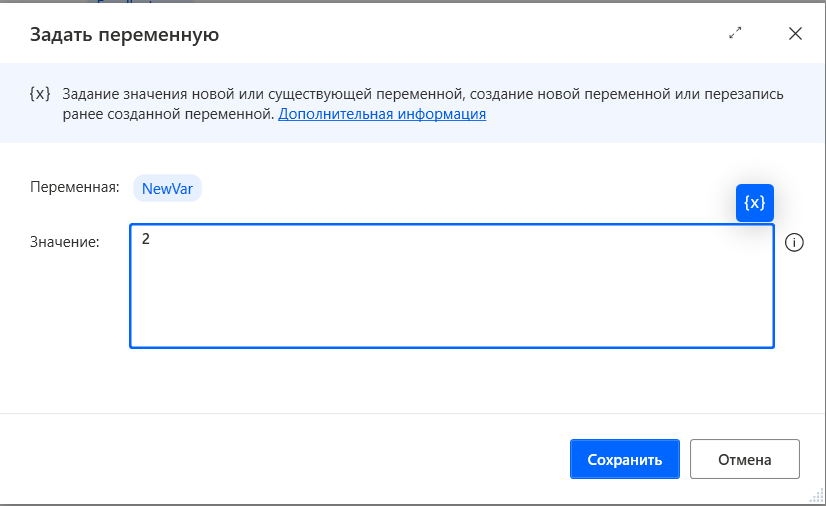 Задать переменную
{x} Задание значения новой или существующей переменной, создание новой переменной или перезапись
ранее созданной переменной. Дополнительная информация
Переменная: NewVar
{x}
Значение: 2
Сохранить Отмена